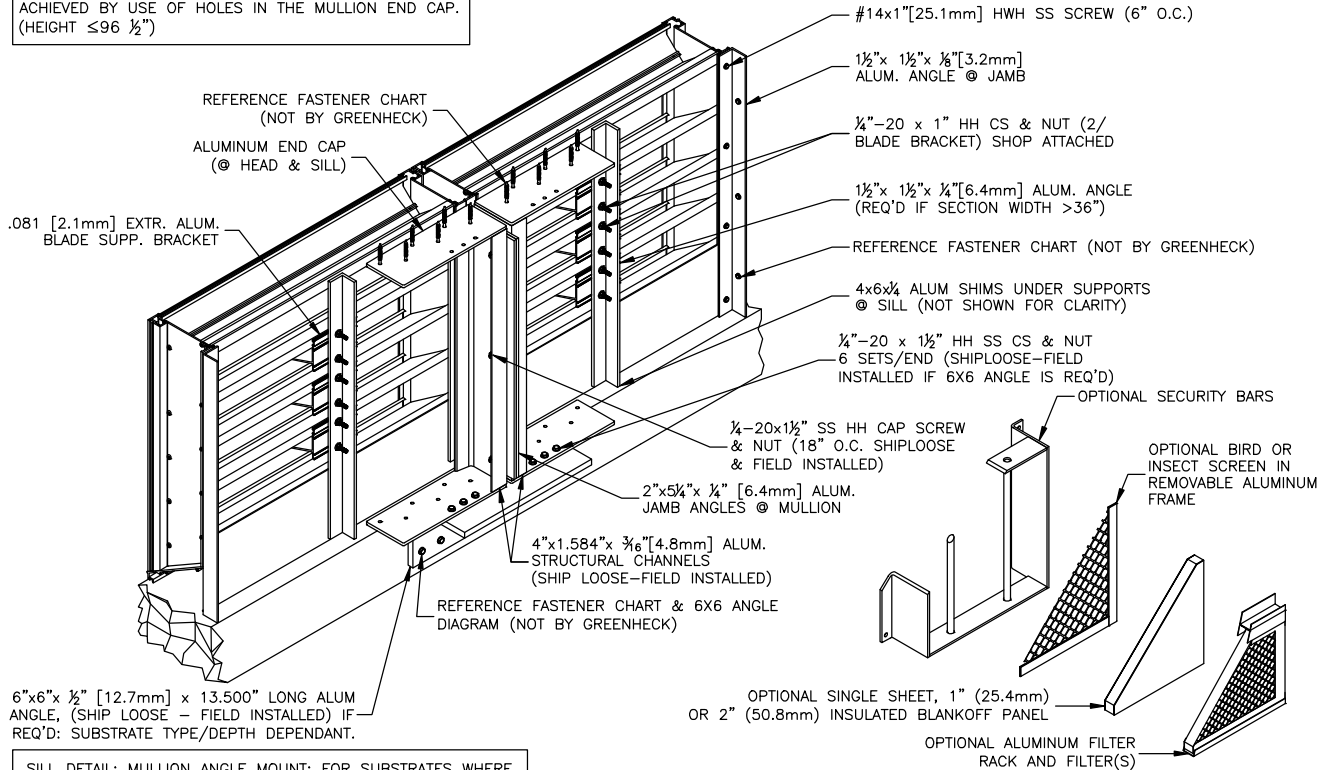 ACHIEVED BY USE OF HOLES IN THE MULLION END CAP.
(HEIGHT ≤96 ½")
#14x1"[25.1mm] HWH SS SCREW (6" O.C.)
1½"x 1½"x ⅛"[3.2mm]
ALUM. ANGLE @ JAMB
REFERENCE FASTENER CHART
(NOT BY GREENHECK)
¼"-20 x 1" HH CS & NUT (2/
BLADE BRACKET) SHOP ATTACHED
ALUMINUM END CAP
(@ HEAD & SILL)
1½"x 1½"x ¼"[6.4mm] ALUM. ANGLE
(REQ'D IF SECTION WIDTH >36")
.081 [2.1mm] EXTR. ALUM.
BLADE SUPP. BRACKET
REFERENCE FASTENER CHART (NOT BY GREENHECK)
4x6x¼ ALUM SHIMS UNDER SUPPORTS
@ SILL (NOT SHOWN FOR CLARITY)
¼"-20 x 1½" HH SS CS & NUT
6 SETS/END (SHIPLOOSE-FIELD
INSTALLED IF 6X6 ANGLE IS REQ'D)
OPTIONAL SECURITY BARS
¼-20x1½" SS HH CAP SCREW
& NUT (18" O.C. SHIPLOOSE
& FIELD INSTALLED)
OPTIONAL BIRD OR
INSECT SCREEN IN
REMOVABLE ALUMINUM
FRAME
2"x5¼"x ¼" [6.4mm] ALUM.
JAMB ANGLES @ MULLION
4"x1.584"x 3⁄16"[4.8mm] ALUM.
STRUCTURAL CHANNELS
(SHIP LOOSE-FIELD INSTALLED)
REFERENCE FASTENER CHART & 6X6 ANGLE
DIAGRAM (NOT BY GREENHECK)
6"x6"x ½" [12.7mm] x 13.500" LONG ALUM
ANGLE, (SHIP LOOSE - FIELD INSTALLED) IF
REQ'D: SUBSTRATE TYPE/DEPTH DEPENDANT.
OPTIONAL SINGLE SHEET, 1" (25.4mm)
OR 2" (50.8mm) INSULATED BLANKOFF PANEL
OPTIONAL ALUMINUM FILTER
RACK AND FILTER(S)
SILL DETAIL: MULLION ANGLE MOUNT: FOR SUBSTRATES WHERE